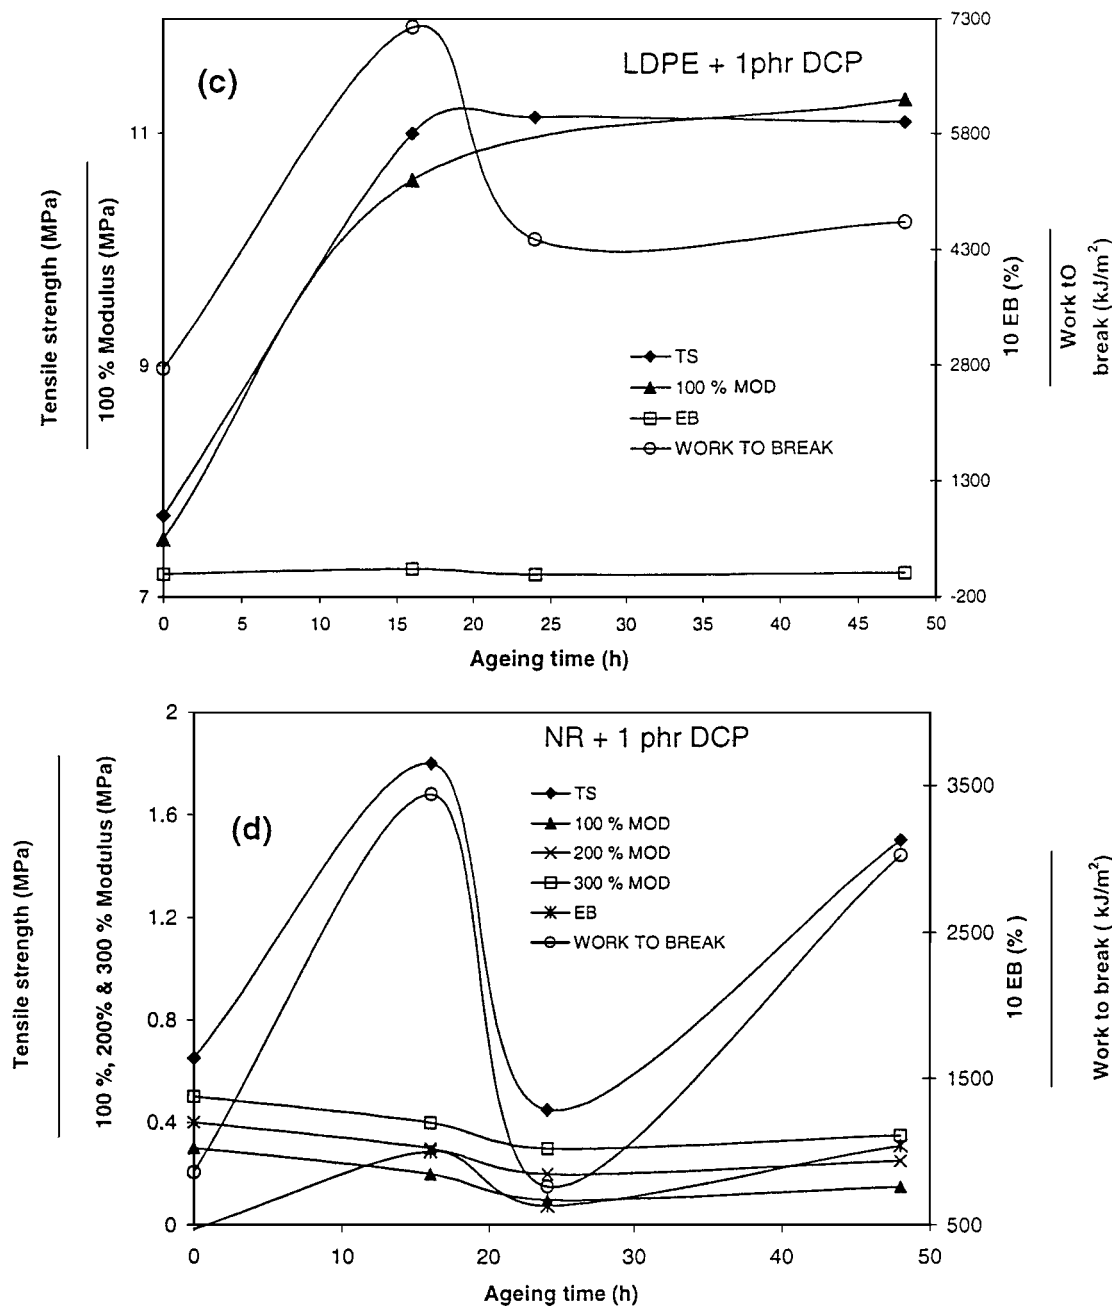 (c)
LDPE + 1phr DCP
Tensile strength (MPa)
100 % Modulus (MPa)
11
9
7
7300
5800
4300
2800
1300
-200
10 EB (%)
Work tO
break (kJ/m²)
TS
100 % MOD
EB
WORK TO BREAK
0 5 10 15 20 25 30 35 40 45 50
Ageing time (h)
(d)
NR + 1 phr DCP
Tensile strength (MPa)
100 %, 200% & 300 % Modulus (MPa)
2
1.6
1.2
0.8
0.4
0
3500
2500
1500
500
10 EB (% )
Work to break ( kJ/m²)
TS
100 % MOD
200 % MOD
300 % MOD
EB
WORK TO BREAK
0 10 20 30 40 50
Ageing time (h)